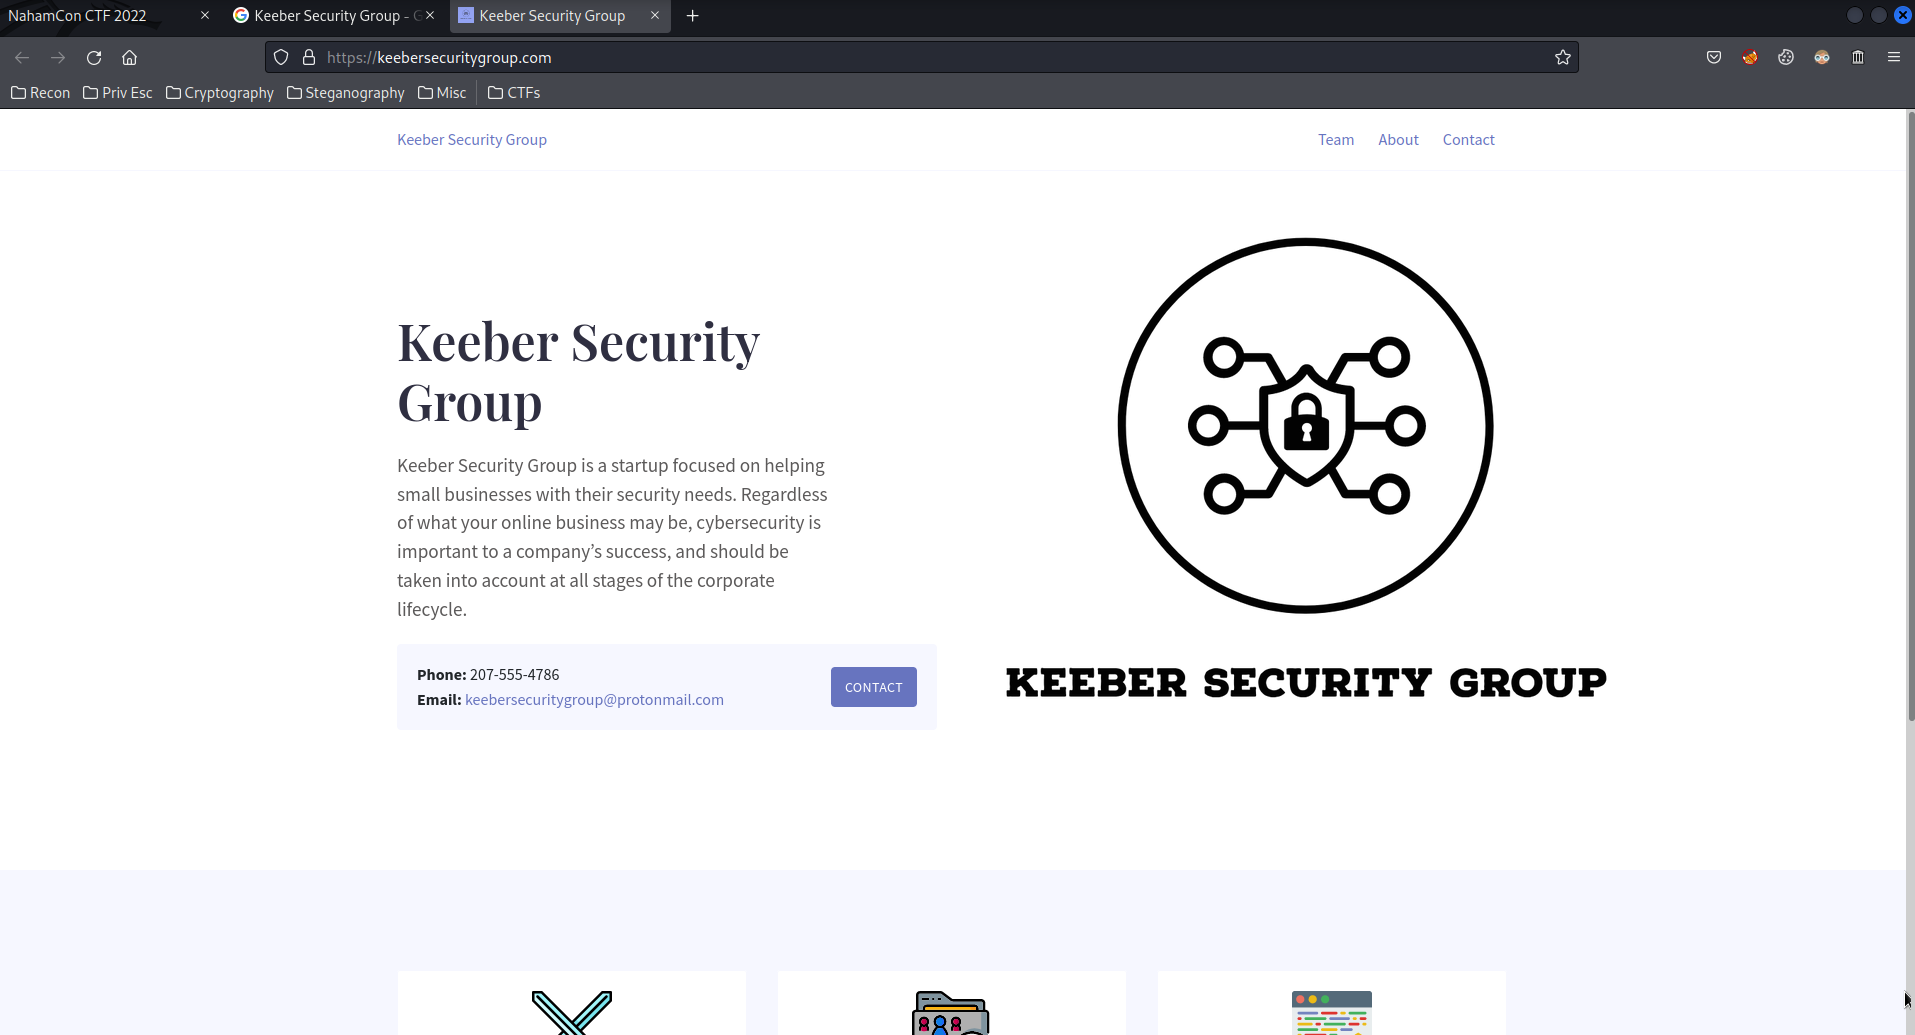 NahamCon CTF 2022
Keeber Security Group - G
Keeber Security Group
https://keebersecuritygroup.com
Recon Priv Esc Cryptography Steganography Misc CTFs
Keeber Security Group Team About Contact
Keeber Security
Group
Keeber Security Group is a startup focused on helping
small businesses with their security needs. Regardless
of what your online business may be, cybersecurity is
important to a company’s success, and should be
taken into account at all stages of the corporate
lifecycle.
Phone: 207-555-4786
Email: keebersecuritygroup@protonmail.com
CONTACT
KEEBER SECURITY GROUP